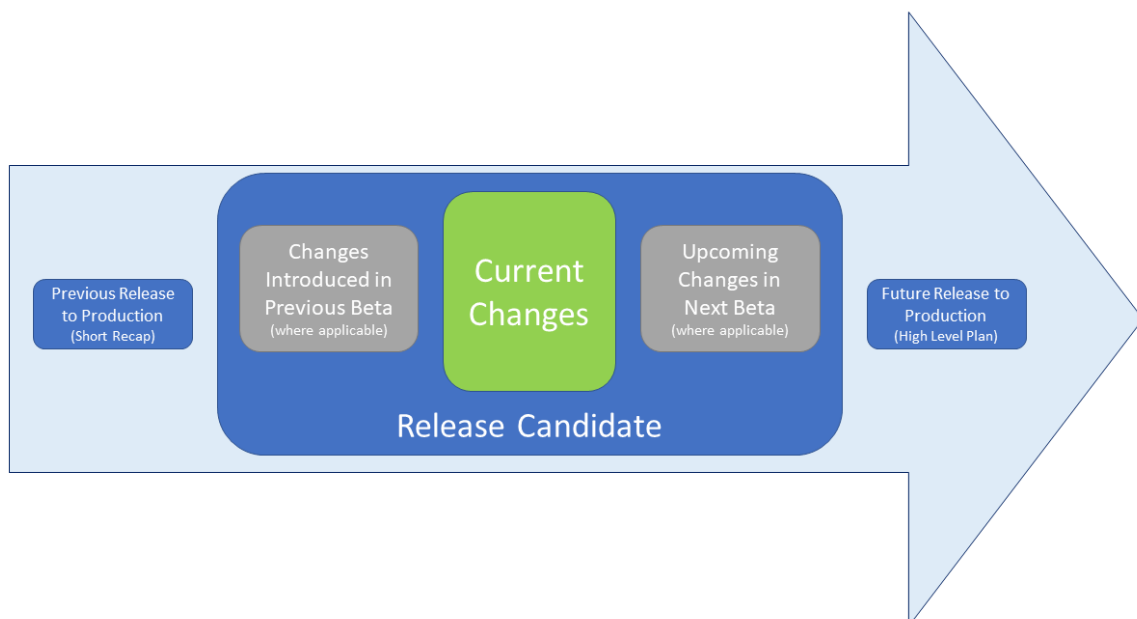 Previous Release
to Production
(Short Recap)
Changes
Introduced in
Previous Beta
(where applicable)
Current
Changes
Upcoming
Changes in
Next Beta
(where applicable)
Release Candidate
Future Release to
Production
(High Level Plan)